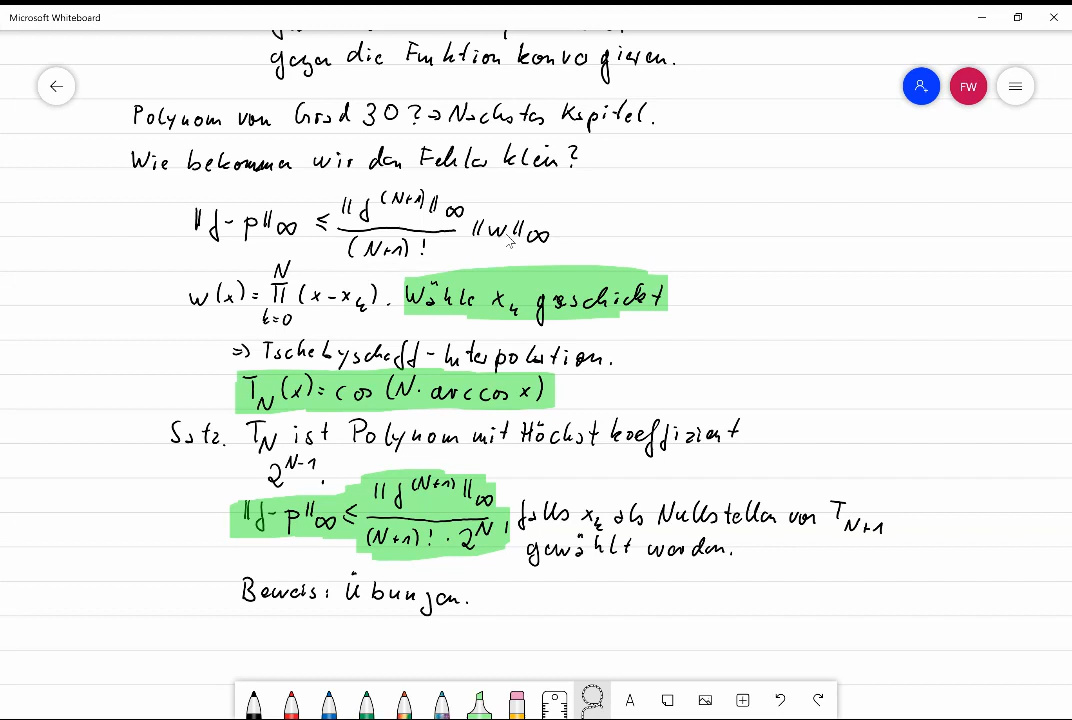 Microsoft Whiteboard
gegen die Funktion konvergieren.
FW
Polynom von Grad 30? → Nächstes Kapitel.
Wie bekommen wir den Fehler klein?
‖f-p‖∞ ≤ ‖f^(N+1)‖∞ / (N+1)! ‖w‖∞
w(x) = ∏_{k=0}^{N} (x-x_k). Wähle x_k geschickt
⇒ Tschebyscheff-Interpolation.
T_N(x) = cos(N · arccos x)
Satz. T_N ist Polynom mit Höchstkoeffizient
2^{N-1}.
‖f-p‖∞ ≤ ‖f^(N+1)‖∞ / ((N+1)! · 2^N), falls x_k als Nullstellen von T_{N+1}
gewählt werden.
Beweis: Übungen.
A